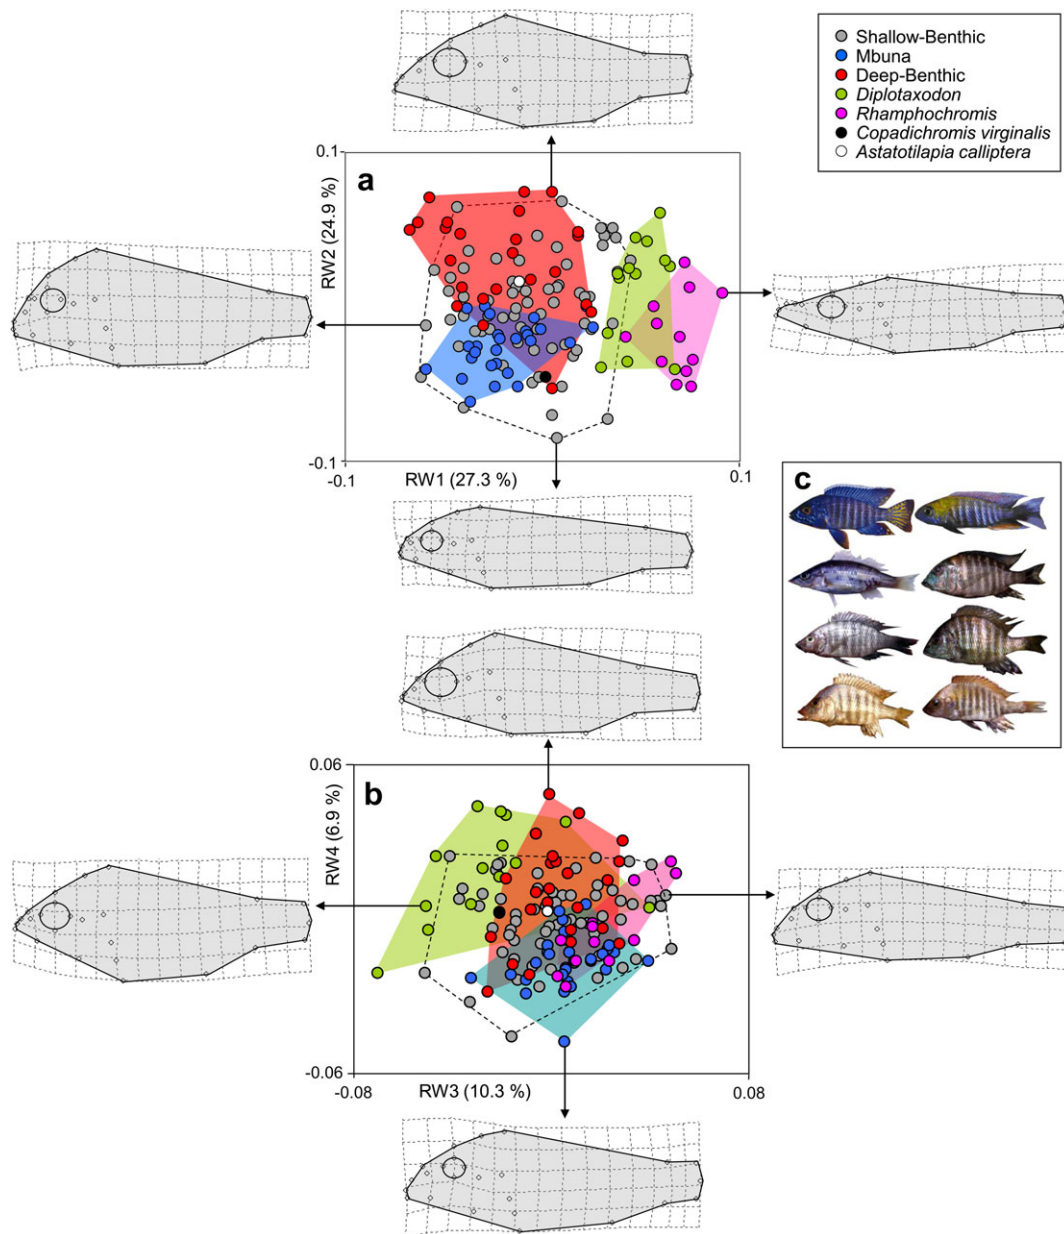 Shallow-Benthic
Mbuna
Deep-Benthic
Diplotaxodon
Rhamphochromis
Copadichromis virginalis
Astatotilapia calliptera
0.1
a
RW2 (24.9 %)
-0.1
-0.1
RW1 (27.3 %)
0.1
c
0.06
b
RW4 (6.9 %)
-0.06
-0.08
RW3 (10.3 %)
0.08